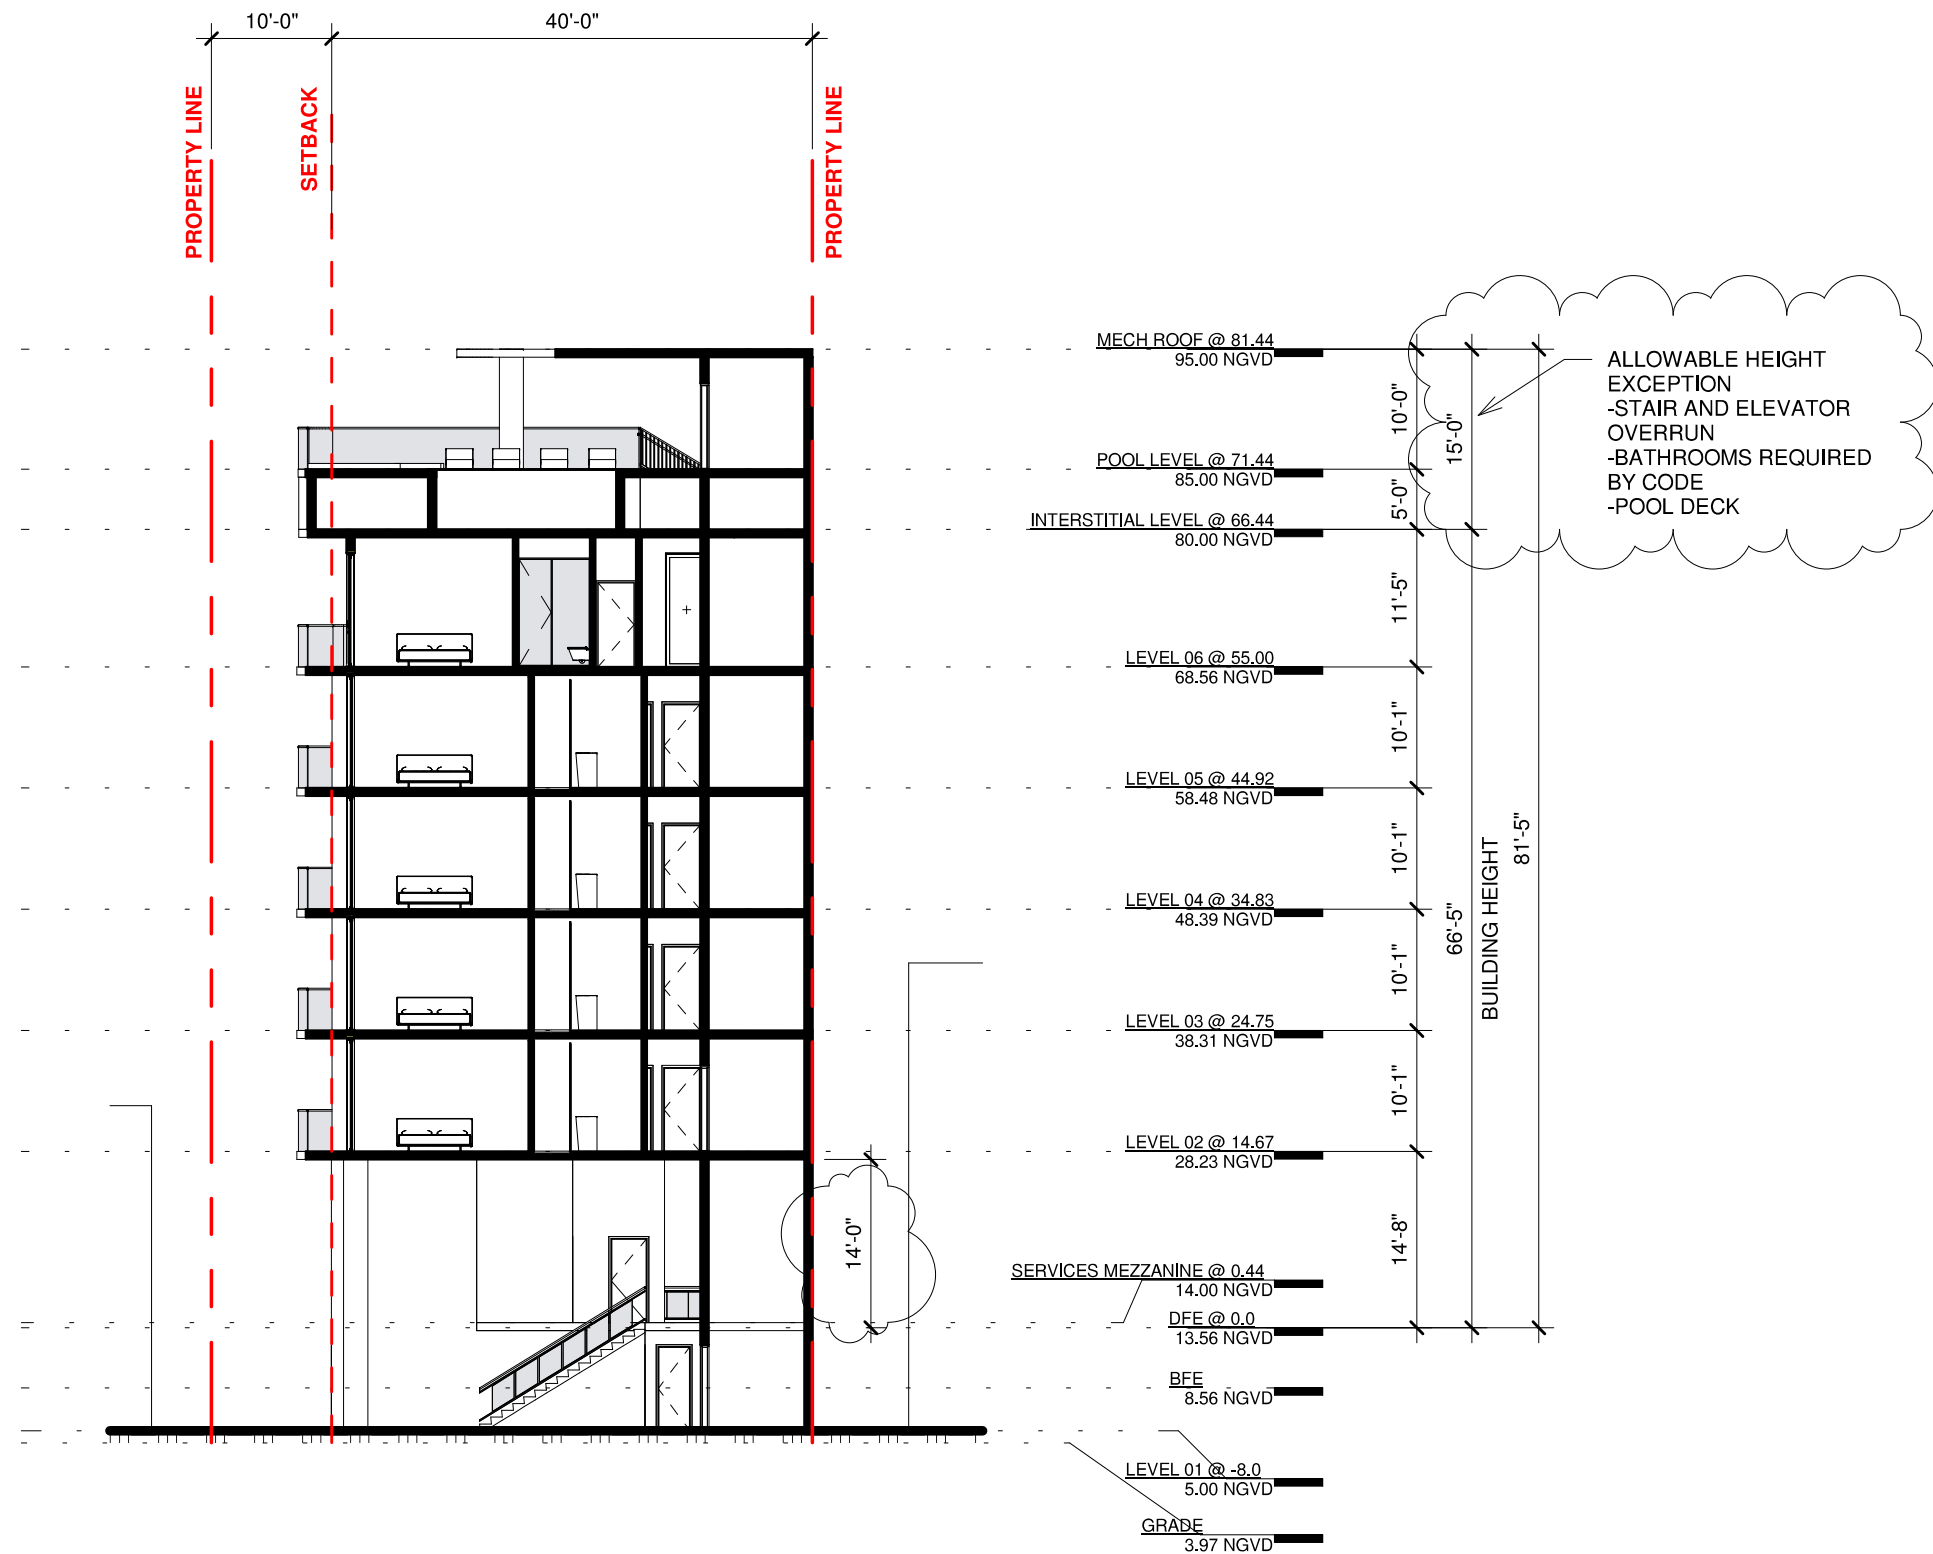 10'-0"
40'-0"
PROPERTY LINE
SETBACK
PROPERTY LINE
MECH ROOF @ 81.44
95.00 NGVD
ALLOWABLE HEIGHT
EXCEPTION
-STAIR AND ELEVATOR
OVERRUN
-BATHROOMS REQUIRED
BY CODE
-POOL DECK
10'-0"
15'-0"
POOL LEVEL @ 71.44
85.00 NGVD
5'-0"
INTERSTITIAL LEVEL @ 66.44
80.00 NGVD
11'-5"
LEVEL 06 @ 55.00
68.56 NGVD
10'-1"
LEVEL 05 @ 44.92
58.48 NGVD
10'-1"
81'-5"
LEVEL 04 @ 34.83
48.39 NGVD
66'-5"
BUILDING HEIGHT
10'-1"
LEVEL 03 @ 24.75
38.31 NGVD
10'-1"
LEVEL 02 @ 14.67
28.23 NGVD
14'-0"
14'-8"
SERVICES MEZZANINE @ 0.44
14.00 NGVD
DFE @ 0.0
13.56 NGVD
BFE
8.56 NGVD
LEVEL 01 @ -8.0
5.00 NGVD
GRADE
3.97 NGVD